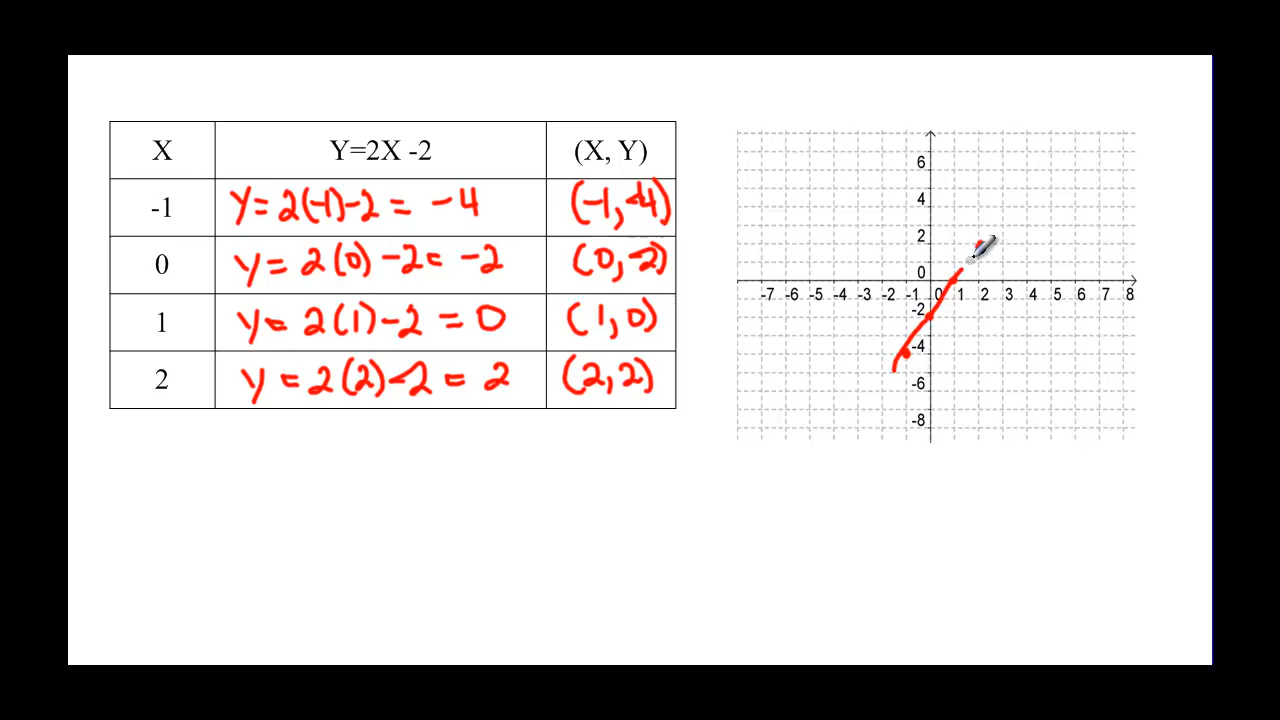 X Y=2X -2 (X, Y)
-1 Y = 2(-1)-2 = -4 (-1,-4)
0 y = 2(0)-2= -2 (0,-2)
1 y = 2(1)-2 = 0 (1,0)
2 y = 2(2)-2 = 2 (2,2)
6
4
2
0
-7 -6 -5 -4 -3 -2 -1 0 1 2 3 4 5 6 7 8
-2
-4
-6
-8